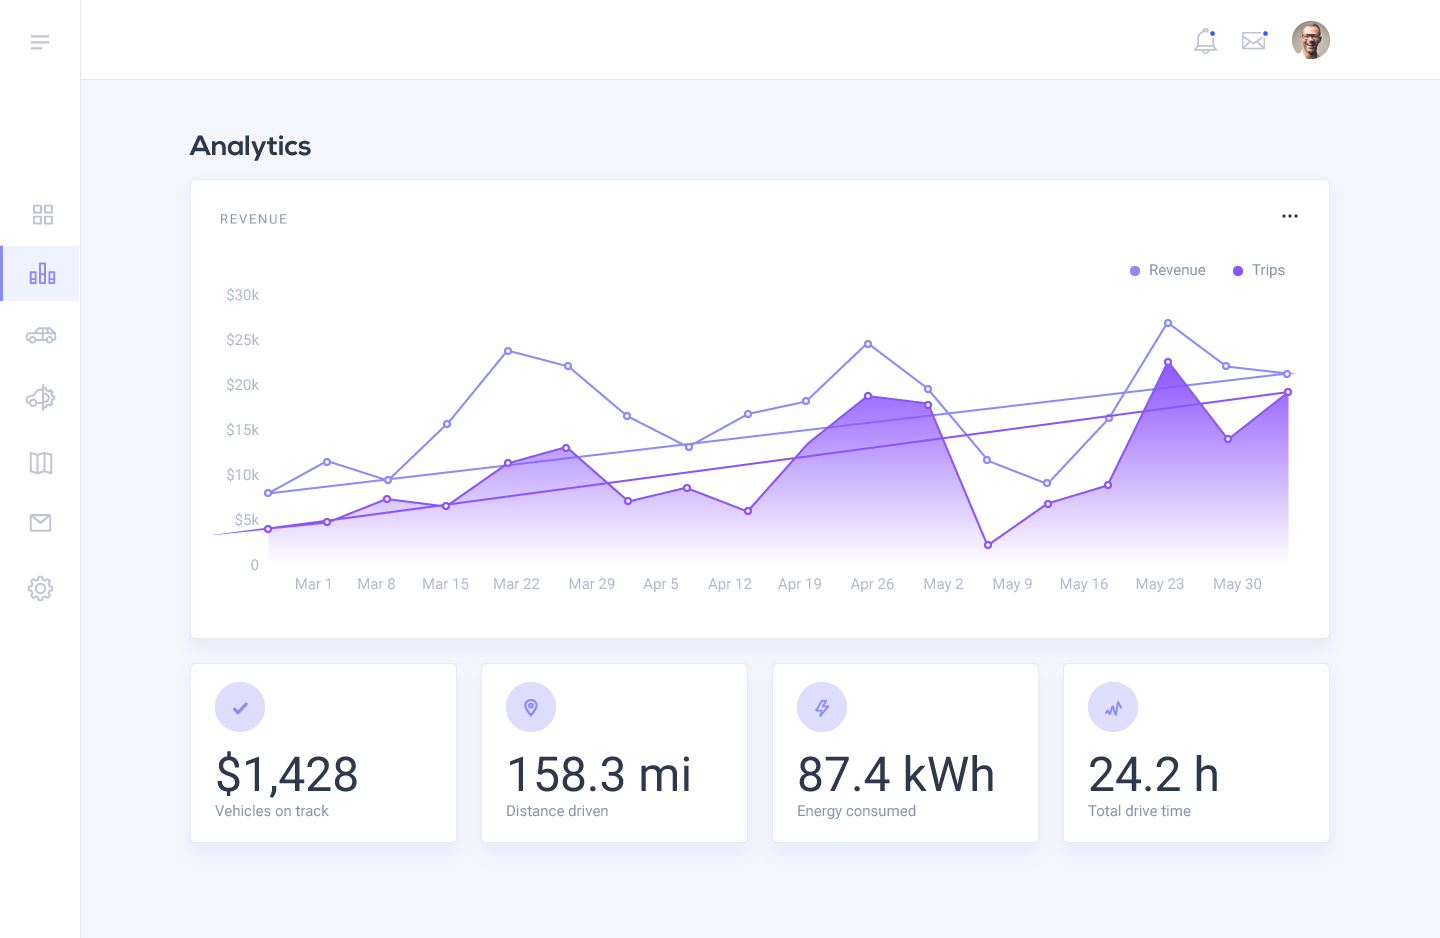 Analytics
REVENUE
Revenue Trips
$30k
$25k
$20k
$15k
$10k
$5k
0
Mar 1 Mar 8 Mar 15 Mar 22 Mar 29 Apr 5 Apr 12 Apr 19 Apr 26 May 2 May 9 May 16 May 23 May 30
$1,428
Vehicles on track
158.3 mi
Distance driven
87.4 kWh
Energy consumed
24.2 h
Total drive time